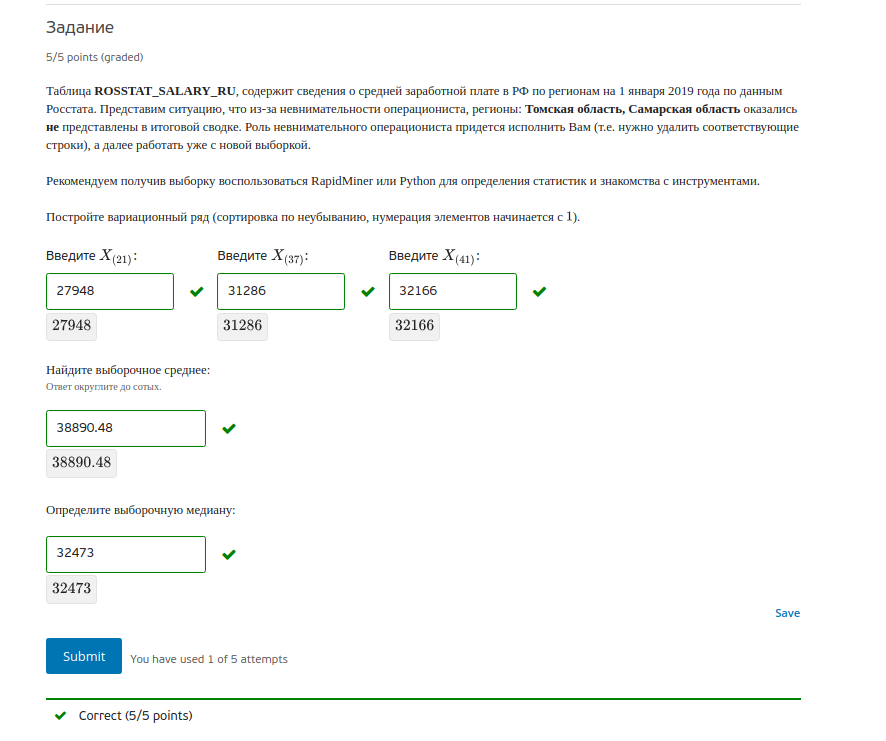 Задание
5/5 points (graded)
Таблица ROSSTAT_SALARY_RU, содержит сведения о средней заработной плате в РФ по регионам на 1 января 2019 года по данным
Росстата. Представим ситуацию, что из-за невнимательности операциониста, регионы: Томская область, Самарская область оказались
не представлены в итоговой сводке. Роль невнимательного операциониста придется исполнить Вам (т.е. нужно удалить соответствующие
строки), а далее работать уже с новой выборкой.
Рекомендуем получив выборку воспользоваться RapidMiner или Python для определения статистик и знакомства с инструментами.
Постройте вариационный ряд (сортировка по неубыванию, нумерация элементов начинается с 1).
Введите X(21): Введите X(37): Введите X(41):
27948 31286 32166
27948 31286 32166
Найдите выборочное среднее:
Ответ округлите до сотых.
38890.48
38890.48
Определите выборочную медиану:
32473
32473
Save
Submit You have used 1 of 5 attempts
Correct (5/5 points)